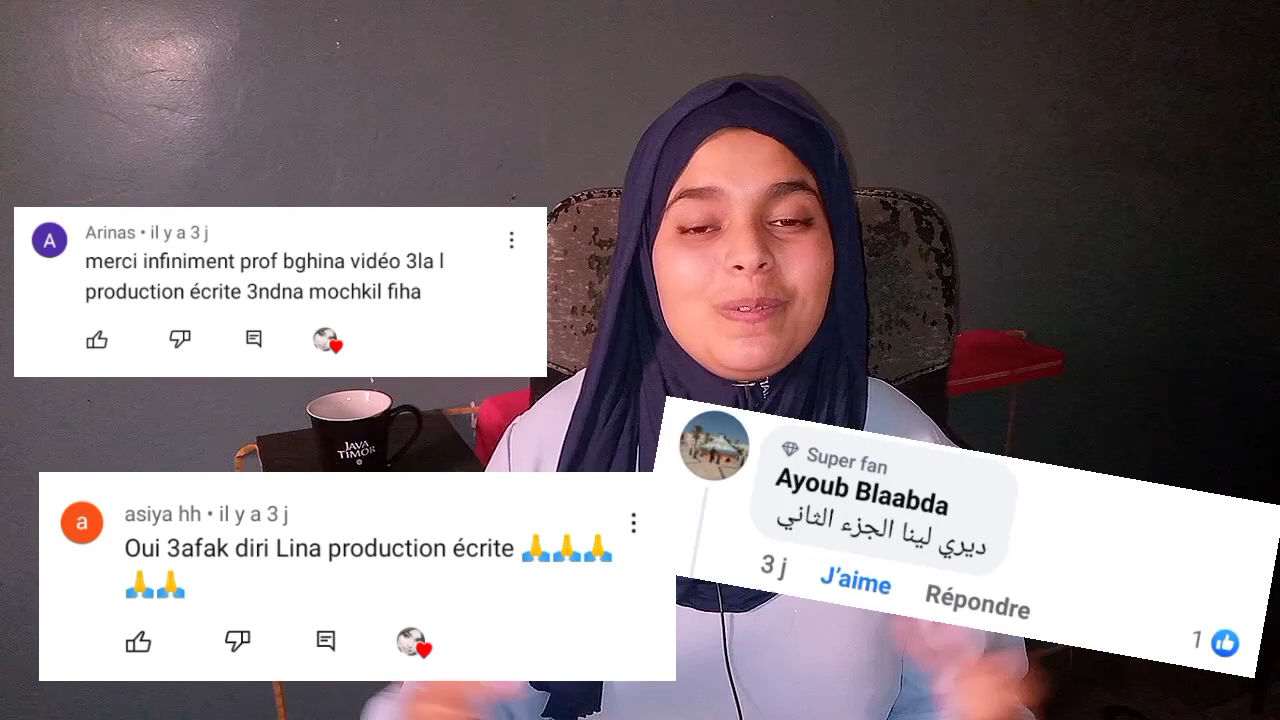 A
Arinas • il y a 3 j
merci infiniment prof bghina vidéo 3la l
production écrite 3ndna mochkil fiha
JAVA
TIMOR
a
asiya hh • il y a 3 j
Oui 3afak diri Lina production écrite 🙏🙏🙏
🙏🙏
Super fan
Ayoub Blaabda
ديري لينا الجزء الثاني
3 j J'aime Répondre
1